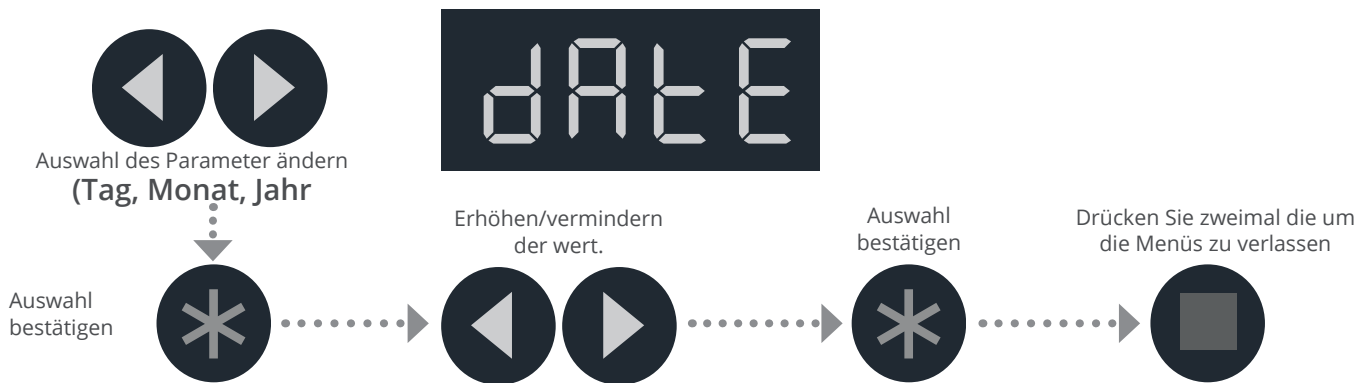 dAtE
Auswahl des Parameter ändern
(Tag, Monat, Jahr
Erhöhen/vermindern
der wert.
Auswahl
bestätigen
Drücken Sie zweimal die um
die Menüs zu verlassen
Auswahl
bestätigen